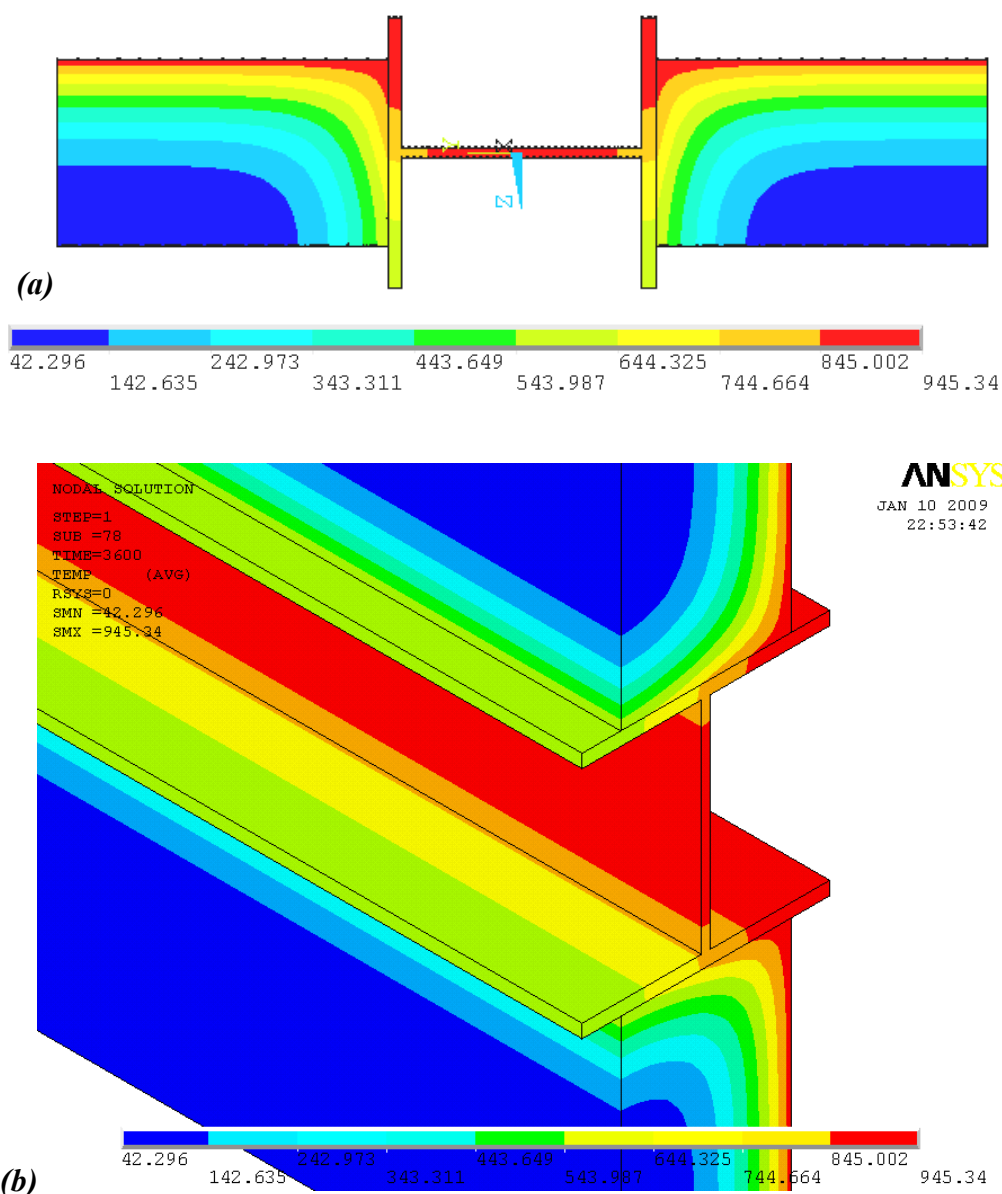 Y X
Z
(a)
42.296 242.973 443.649 644.325 845.002
142.635 343.311 543.987 744.664 945.34
NODAL SOLUTION
STEP=1
SUB =78
TIME=3600
TEMP (AVG)
RSYS=0
SMN =42.296
SMX =945.34
ANSYS
JAN 10 2009
22:53:42
42.296 242.973 443.649 644.325 845.002
142.635 343.311 543.987 744.664 945.34
(b)